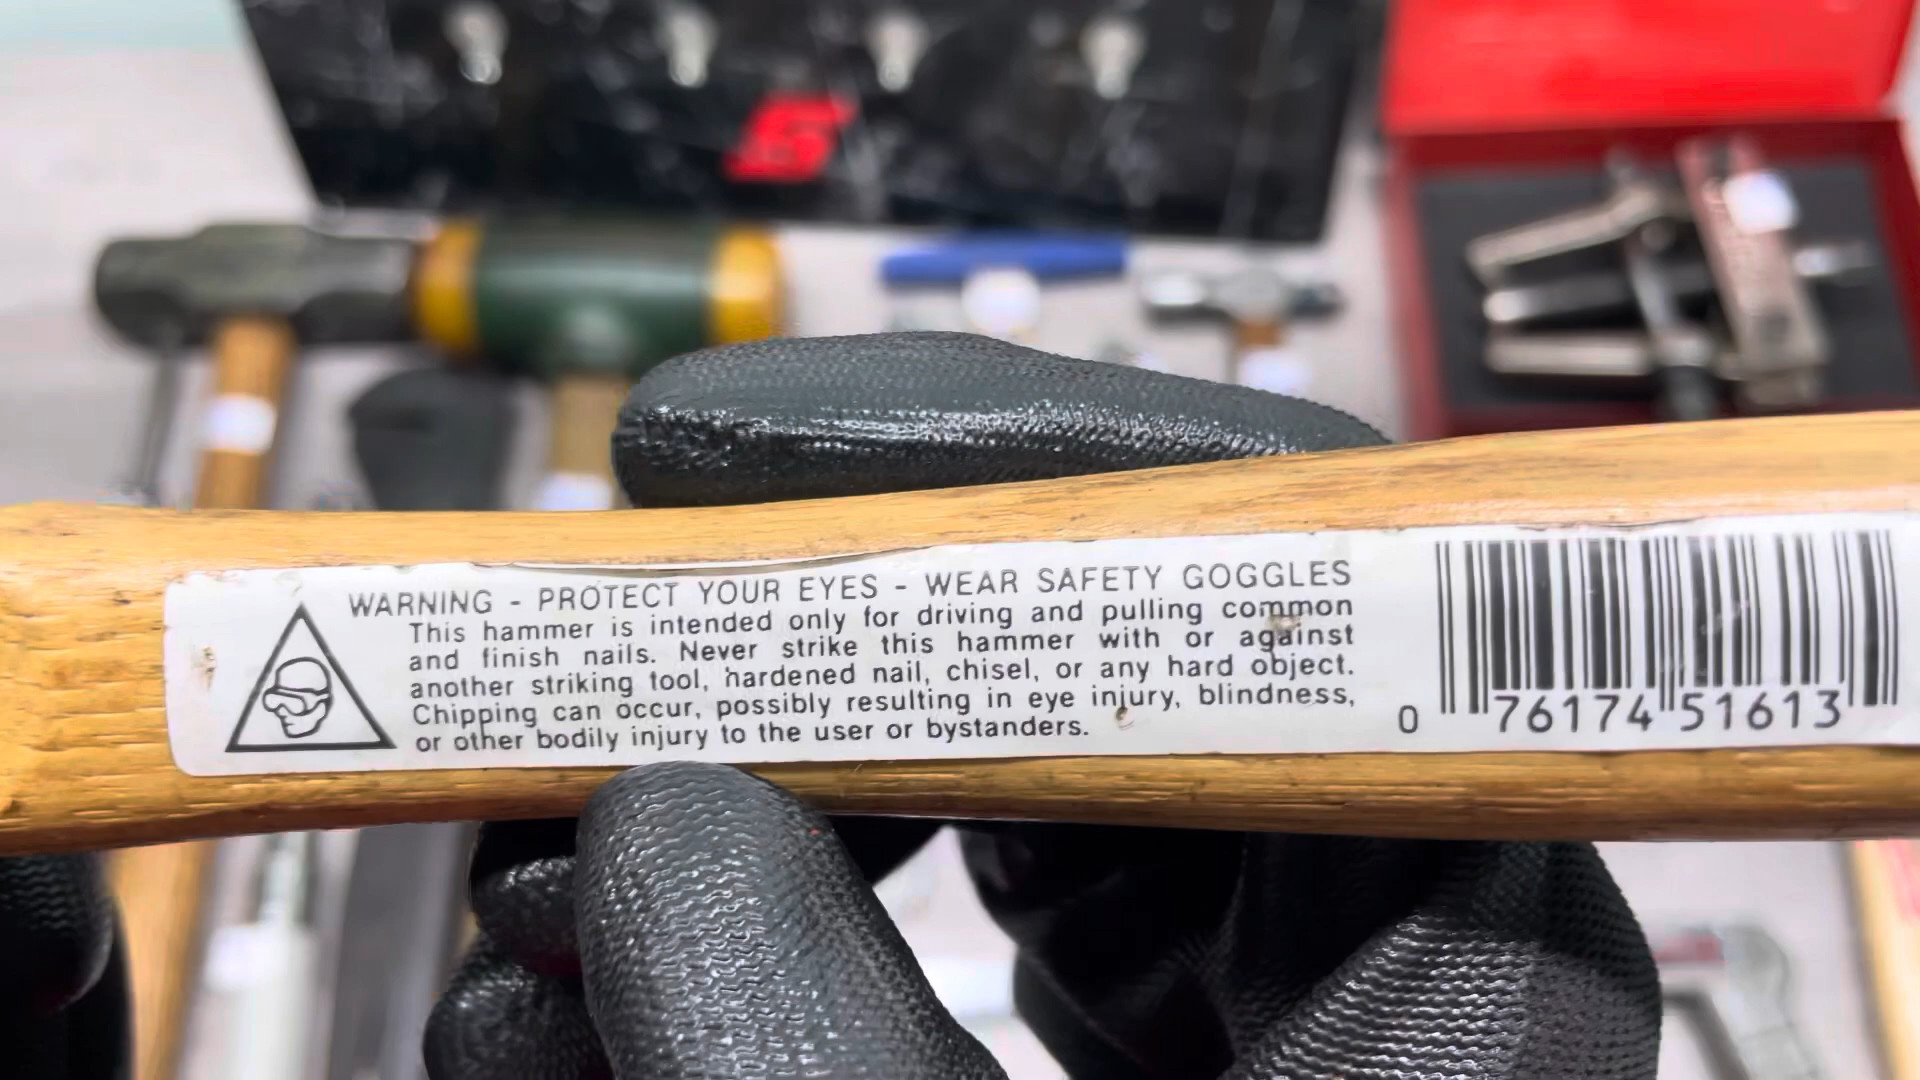 WARNING - PROTECT YOUR EYES - WEAR SAFETY GOGGLES
This hammer is intended only for driving and pulling common
and finish nails. Never strike this hammer with or against
another striking tool, hardened nail, chisel, or any hard object.
Chipping can occur, possibly resulting in eye injury, blindness,
or other bodily injury to the user or bystanders.
0 76174 51613